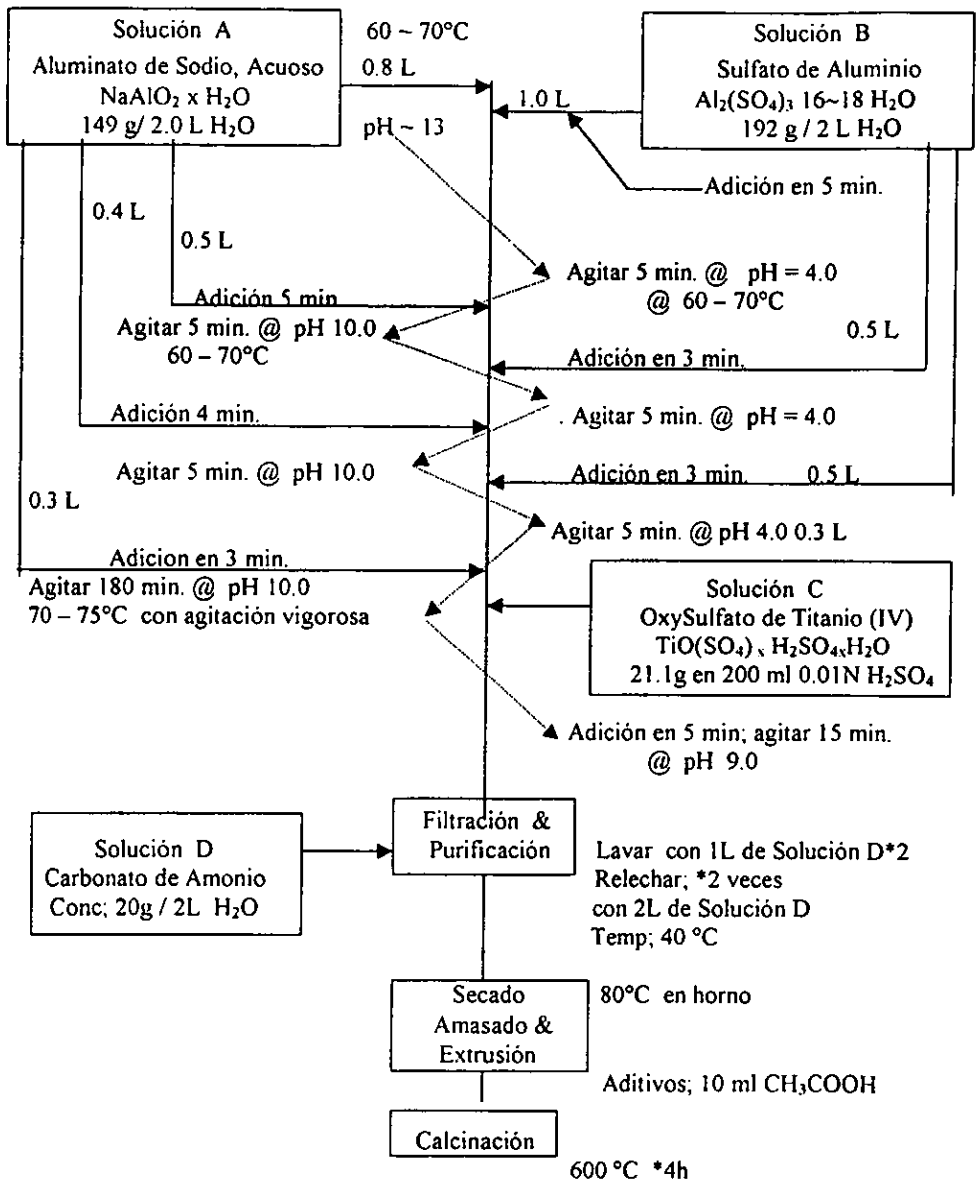 Solución A
Aluminato de Sodio, Acuoso
NaAlO₂ x H₂O
149 g/ 2.0 L H₂O
60 ~ 70°C
0.8 L
pH ~ 13
Solución B
Sulfato de Aluminio
Al₂(SO₄)₃ 16~18 H₂O
192 g / 2 L H₂O
1.0 L
Adición en 5 min.
0.4 L
0.5 L
Agitar 5 min. @ pH = 4.0
@ 60 – 70°C
Adición 5 min
Agitar 5 min. @ pH 10.0
60 – 70°C
0.5 L
Adición en 3 min.
Adición 4 min.
. Agitar 5 min. @ pH = 4.0
Agitar 5 min. @ pH 10.0
Adición en 3 min. 0.5 L
0.3 L
Agitar 5 min. @ pH 4.0 0.3 L
Adicion en 3 min.
Agitar 180 min. @ pH 10.0
70 – 75°C con agitación vigorosa
Solución C
OxySulfato de Titanio (IV)
TiO(SO₄)ₓ H₂SO₄ₓH₂O
21.1g en 200 ml 0.01N H₂SO₄
Adición en 5 min; agitar 15 min.
@ pH 9.0
Filtración &
Purificación
Solución D
Carbonato de Amonio
Conc; 20g / 2L H₂O
Lavar con 1L de Solución D*2
Relechar; *2 veces
con 2L de Solución D
Temp; 40 °C
Secado
Amasado &
Extrusión
80°C en horno
Aditivos; 10 ml CH₃COOH
Calcinación
600 °C *4h